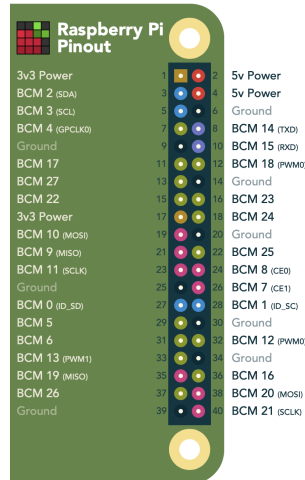 Raspberry Pi
Pinout
3v3 Power 1 2 5v Power
BCM 2 (SDA) 3 4 5v Power
BCM 3 (SCL) 5 6 Ground
BCM 4 (GPCLK0) 7 8 BCM 14 (TXD)
Ground 9 10 BCM 15 (RXD)
BCM 17 11 12 BCM 18 (PWM0)
BCM 27 13 14 Ground
BCM 22 15 16 BCM 23
3v3 Power 17 18 BCM 24
BCM 10 (MOSI) 19 20 Ground
BCM 9 (MISO) 21 22 BCM 25
BCM 11 (SCLK) 23 24 BCM 8 (CE0)
Ground 25 26 BCM 7 (CE1)
BCM 0 (ID_SD) 27 28 BCM 1 (ID_SC)
BCM 5 29 30 Ground
BCM 6 31 32 BCM 12 (PWM0)
BCM 13 (PWM1) 33 34 Ground
BCM 19 (MISO) 35 36 BCM 16
BCM 26 37 38 BCM 20 (MOSI)
Ground 39 40 BCM 21 (SCLK)